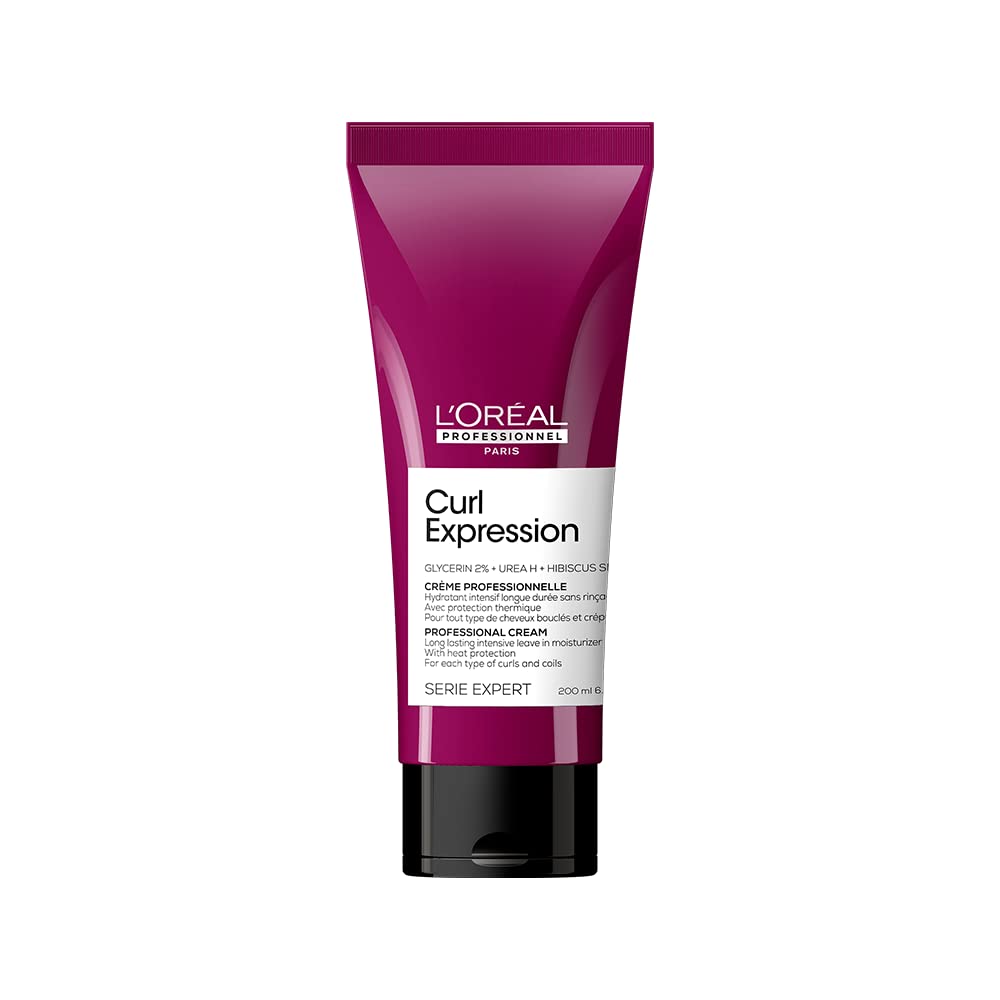 L'ORÉAL
PROFESSIONNEL
PARIS
Curl
Expression
GLYCERIN 2% + UREA H + HIBISCUS
CRÈME PROFESSIONNELLE
Hydratant intensif longue durée sans
Avec protection thermique
Pour tout type de cheveux bouclés et
PROFESSIONAL CREAM
Long lasting intensive leave in moisturizer
With heat protection
For each type of curls and coils
SERIE EXPERT 200 ml